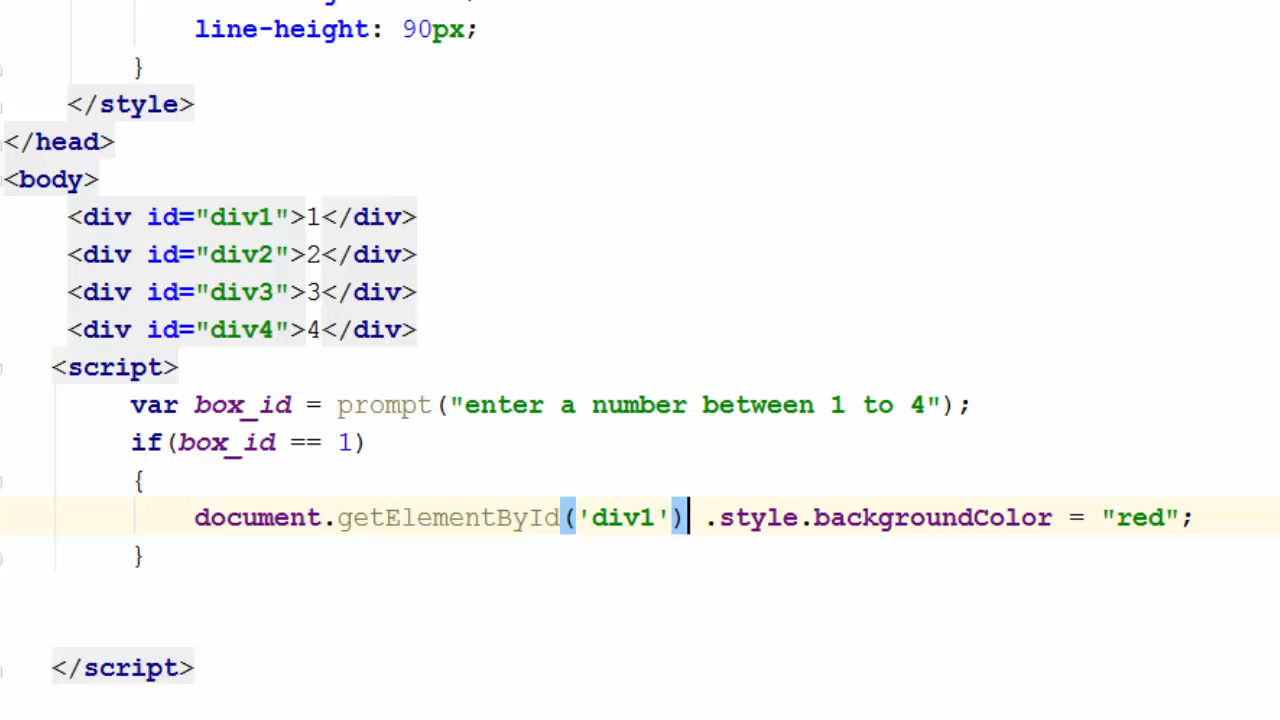 line-height: 90px;
}
</style>
</head>
<body>
<div id="div1">1</div>
<div id="div2">2</div>
<div id="div3">3</div>
<div id="div4">4</div>
<script>
var box_id = prompt("enter a number between 1 to 4");
if(box_id == 1)
{
document.getElementById('div1') .style.backgroundColor = "red";
}
</script>